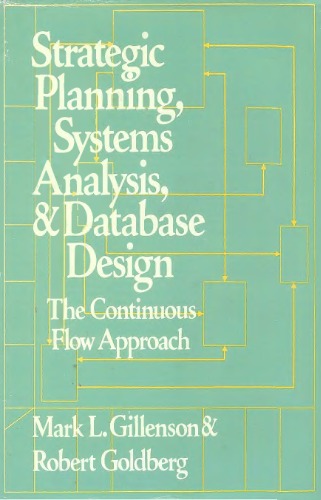 Strategic
Planning,
Systems
Analysis,
& Database
Design
The Continuous
Flow Approach
Mark L. Gillenson &
Robert Goldberg